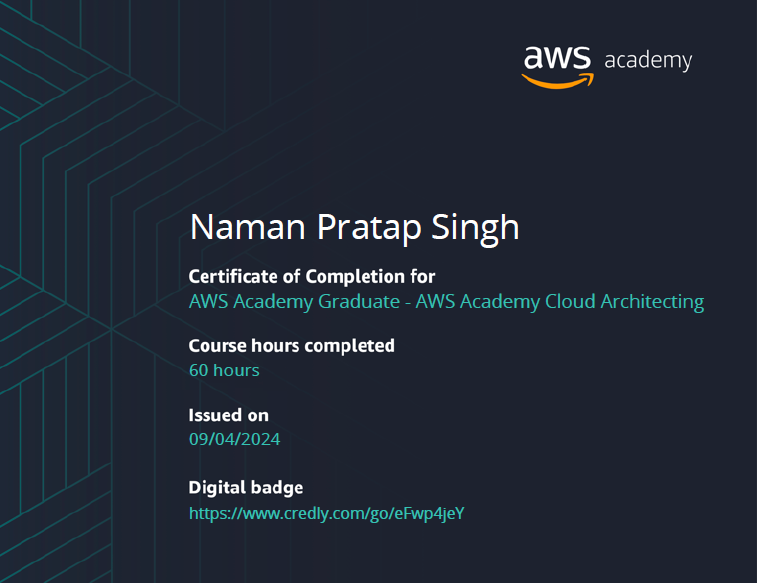 aws academy
Naman Pratap Singh
Certificate of Completion for
AWS Academy Graduate - AWS Academy Cloud Architecting
Course hours completed
60 hours
Issued on
09/04/2024
Digital badge
https://www.credly.com/go/eFwp4jeY